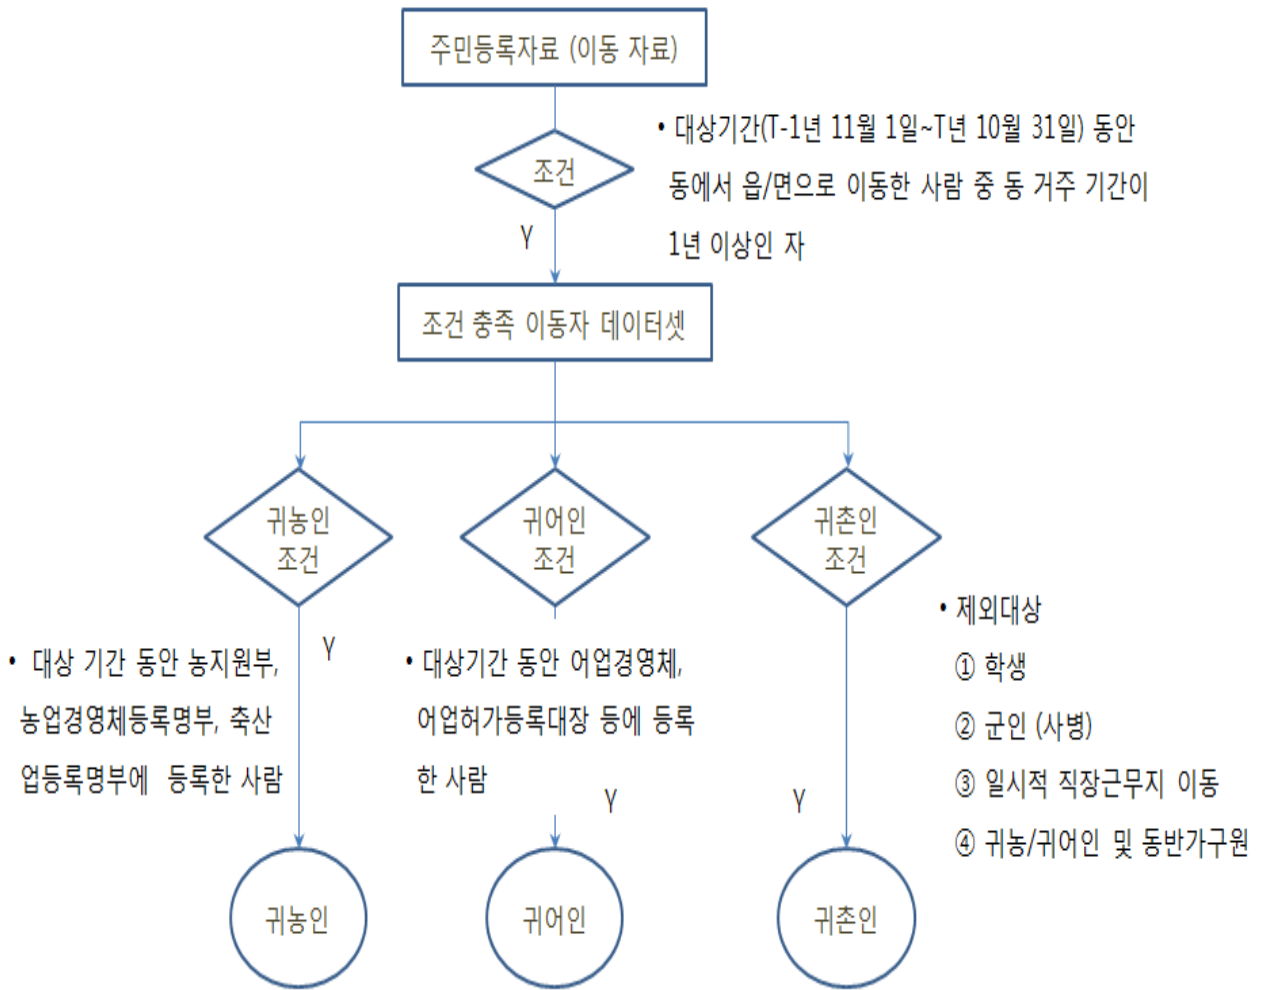 주민등록자료 (이동 자료)
조건
• 대상기간(T-1년 11월 1일~T년 10월 31일) 동안
동에서 읍/면으로 이동한 사람 중 동 거주 기간이
1년 이상인 자
Y
조건 충족 이동자 데이터셋
귀농인
조건
귀어인
조건
귀촌인
조건
Y
• 대상 기간 동안 농지원부,
농업경영체등록명부, 축산
업등록명부에 등록한 사람
• 대상기간 동안 어업경영체,
어업허가등록대장 등에 등록
한 사람
Y
Y
• 제외대상
① 학생
② 군인 (사병)
③ 일시적 직장근무지 이동
④ 귀농/귀어인 및 동반가구원
귀농인
귀어인
귀촌인